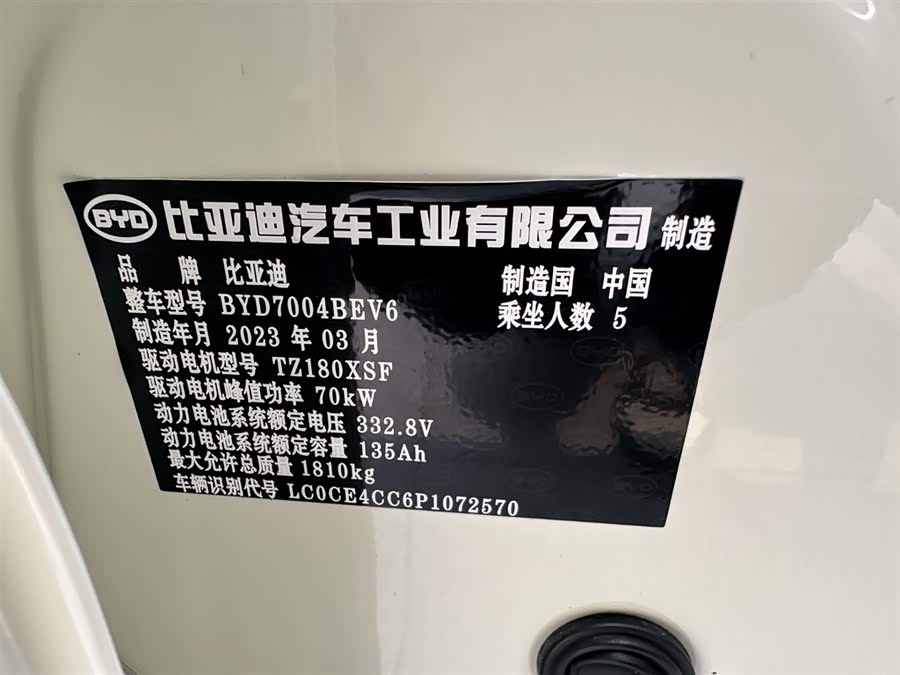 BYD 比亚迪汽车工业有限公司 制造
品 牌 比亚迪 制造国 中国
整车型号 BYD7004BEV6 乘坐人数 5
制造年月 2023 年 03 月
驱动电机型号 TZ180XSF
驱动电机峰值功率 70kW
动力电池系统额定电压 332.8V
动力电池系统额定容量 135Ah
最大允许总质量 1810kg
车辆识别代号 LC0CE4CC6P1072570